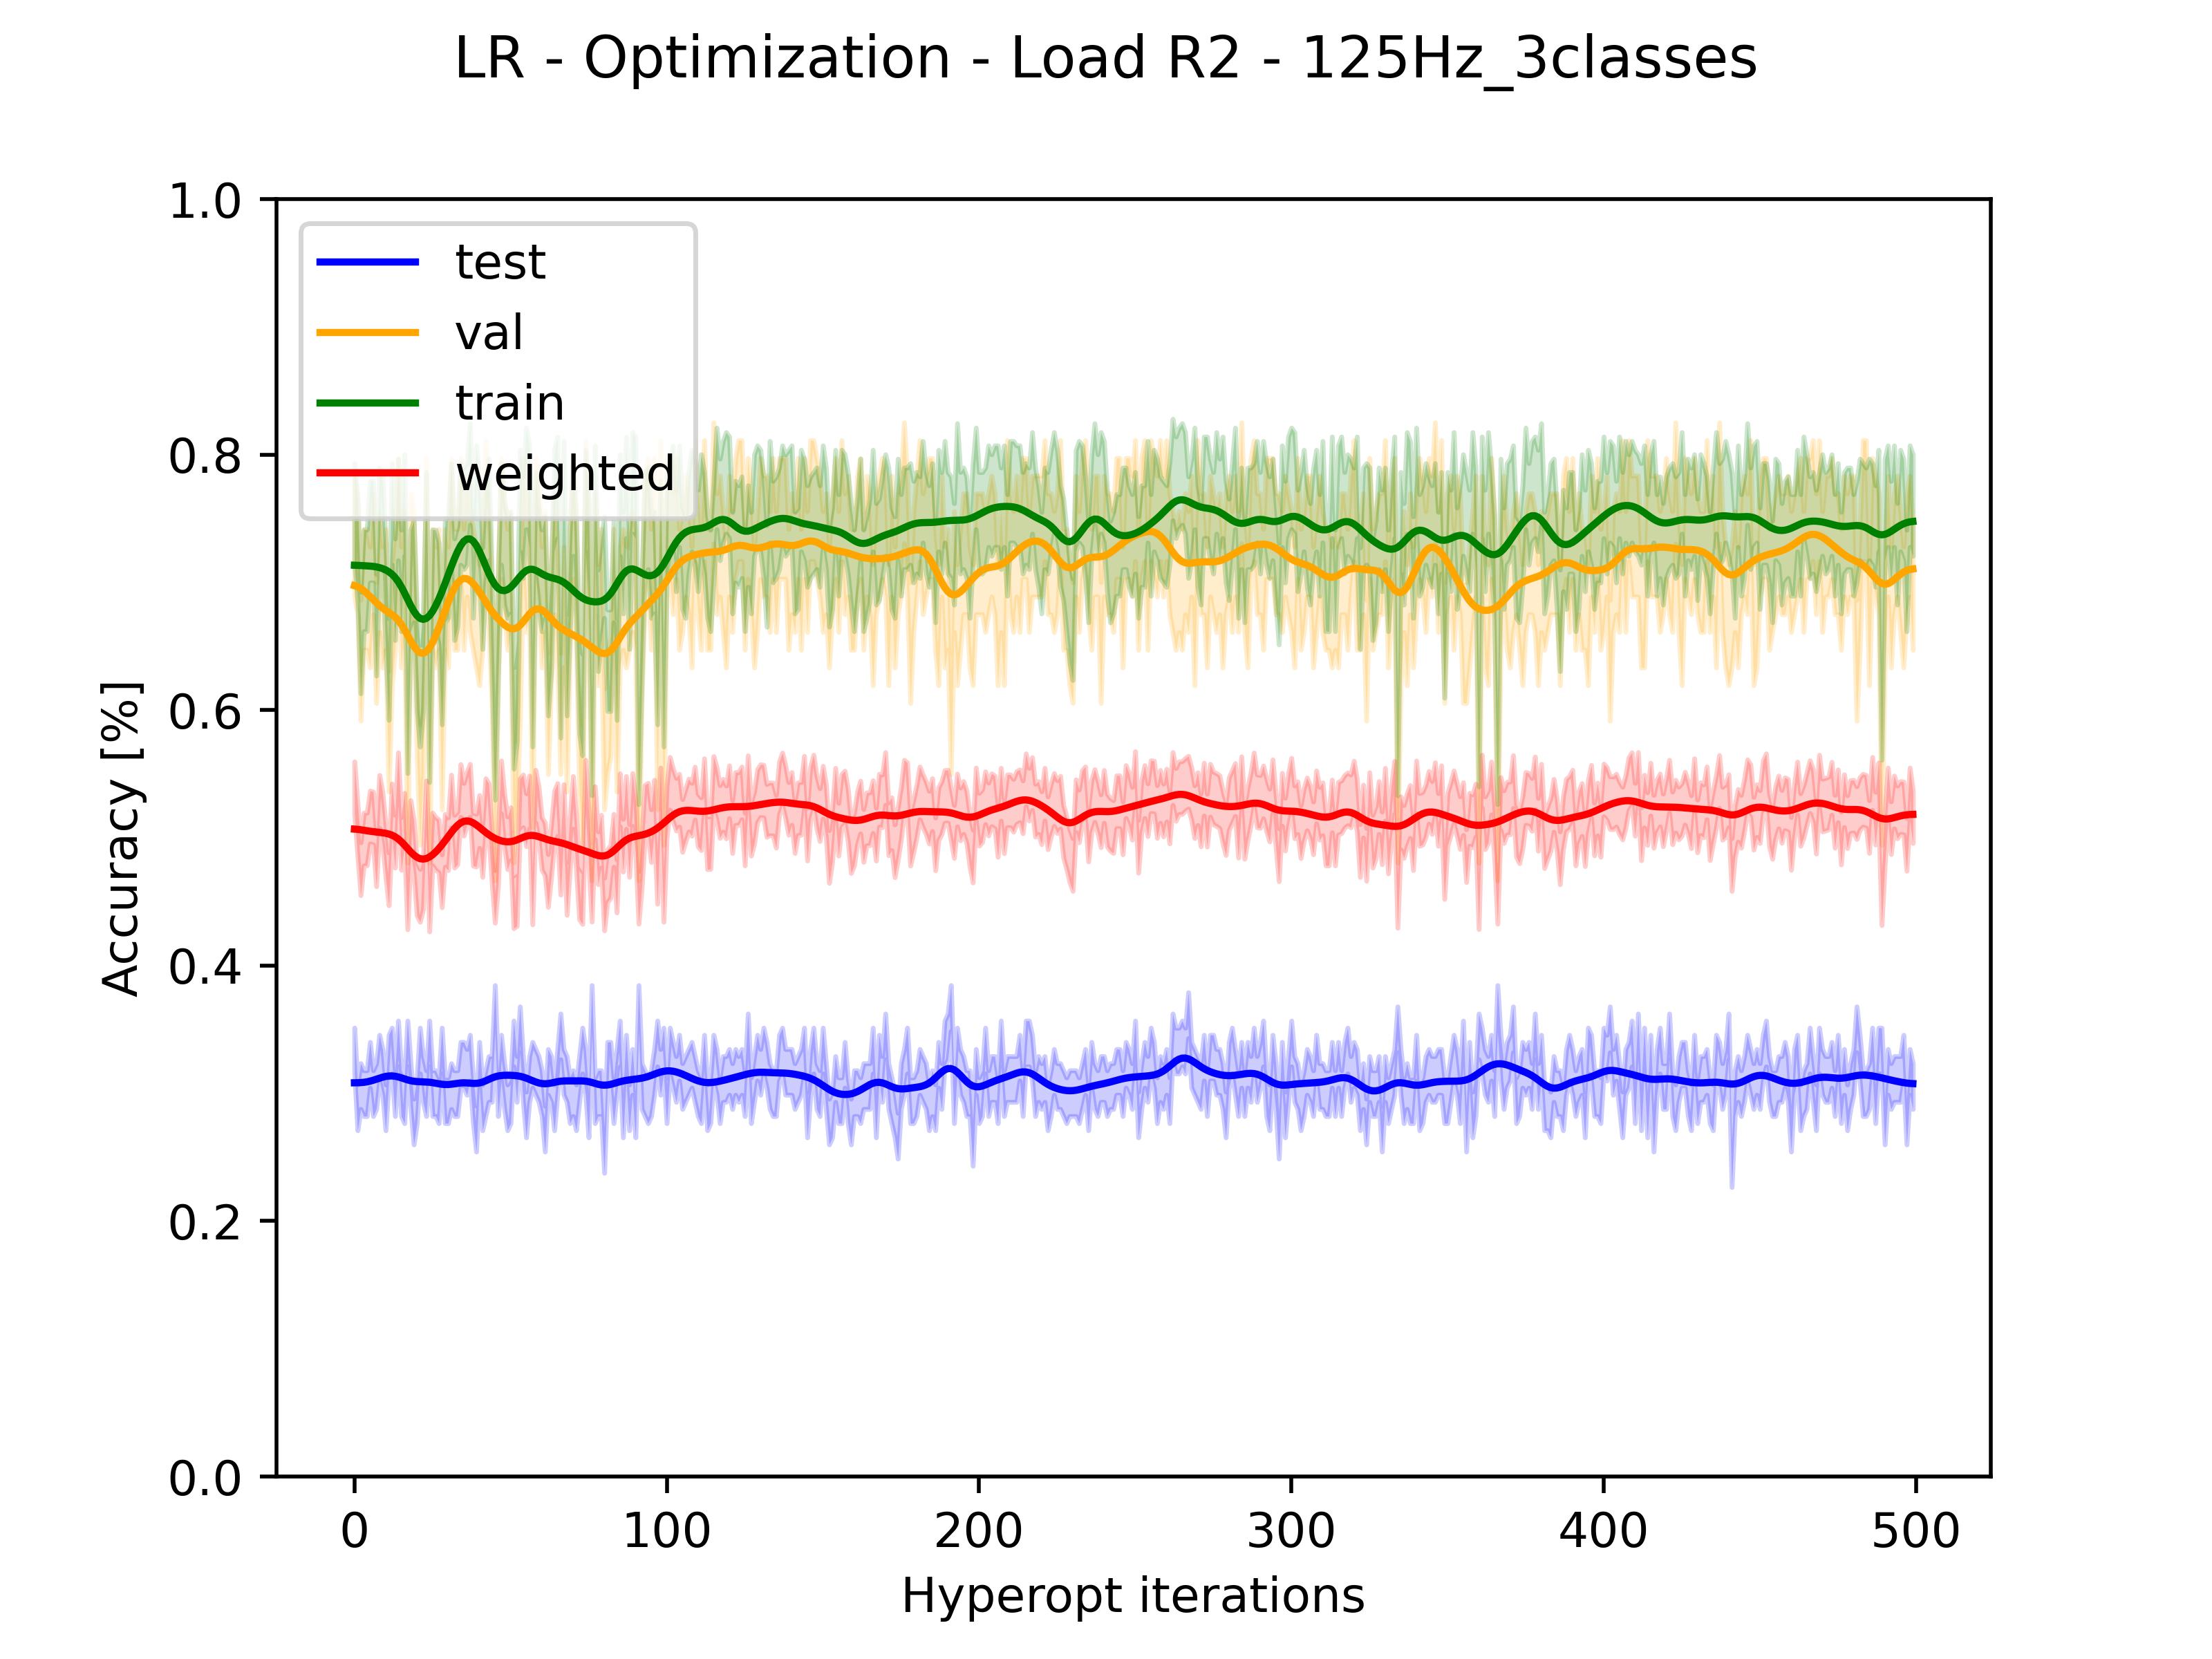 LR - Optimization - Load R2 - 125Hz_3classes
1.0
0.8
0.6
0.4
0.2
0.0
Accuracy [%]
test
val
train
weighted
0 100 200 300 400 500
Hyperopt iterations